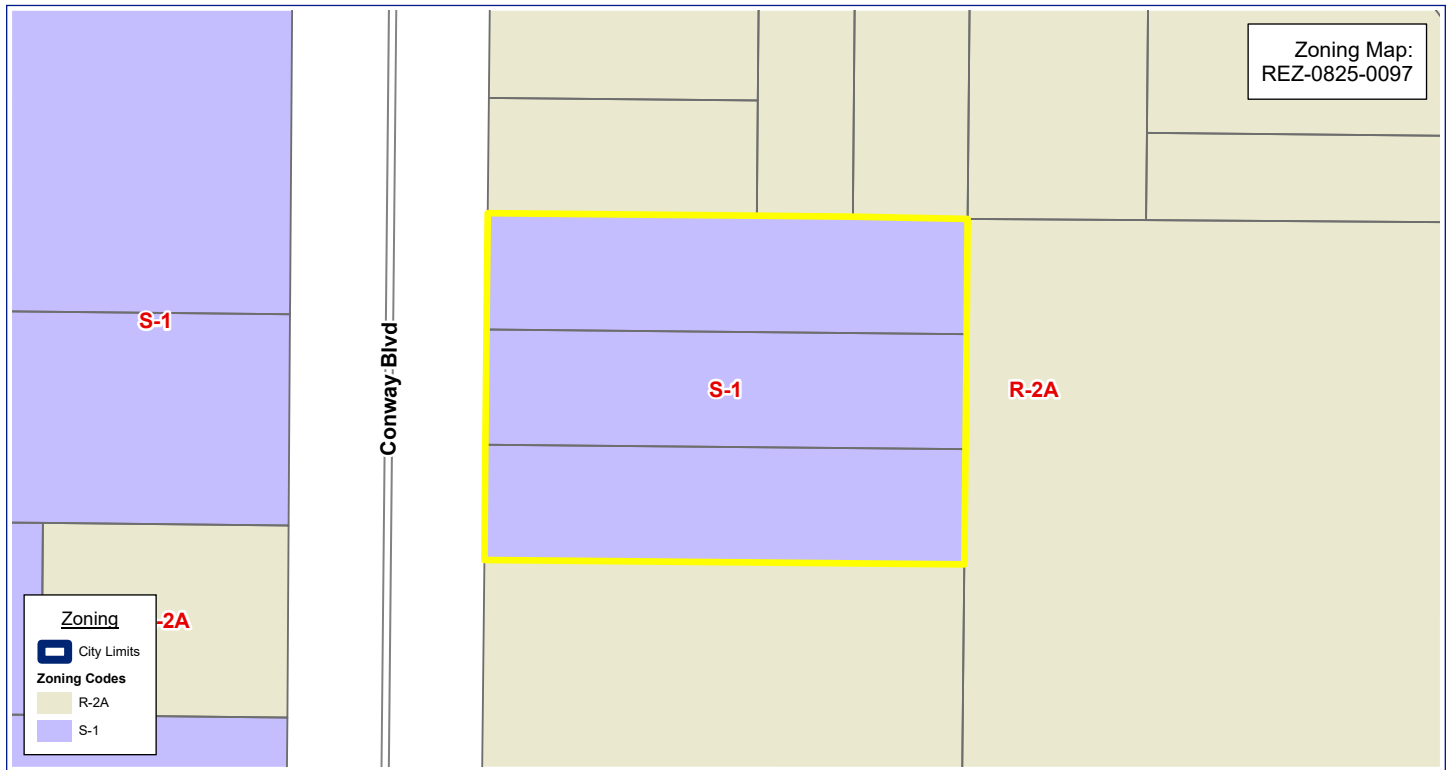 Zoning Map:
REZ-0825-0097
S-1
Conway Blvd
S-1
R-2A
-2A
Zoning
City Limits
Zoning Codes
R-2A
S-1